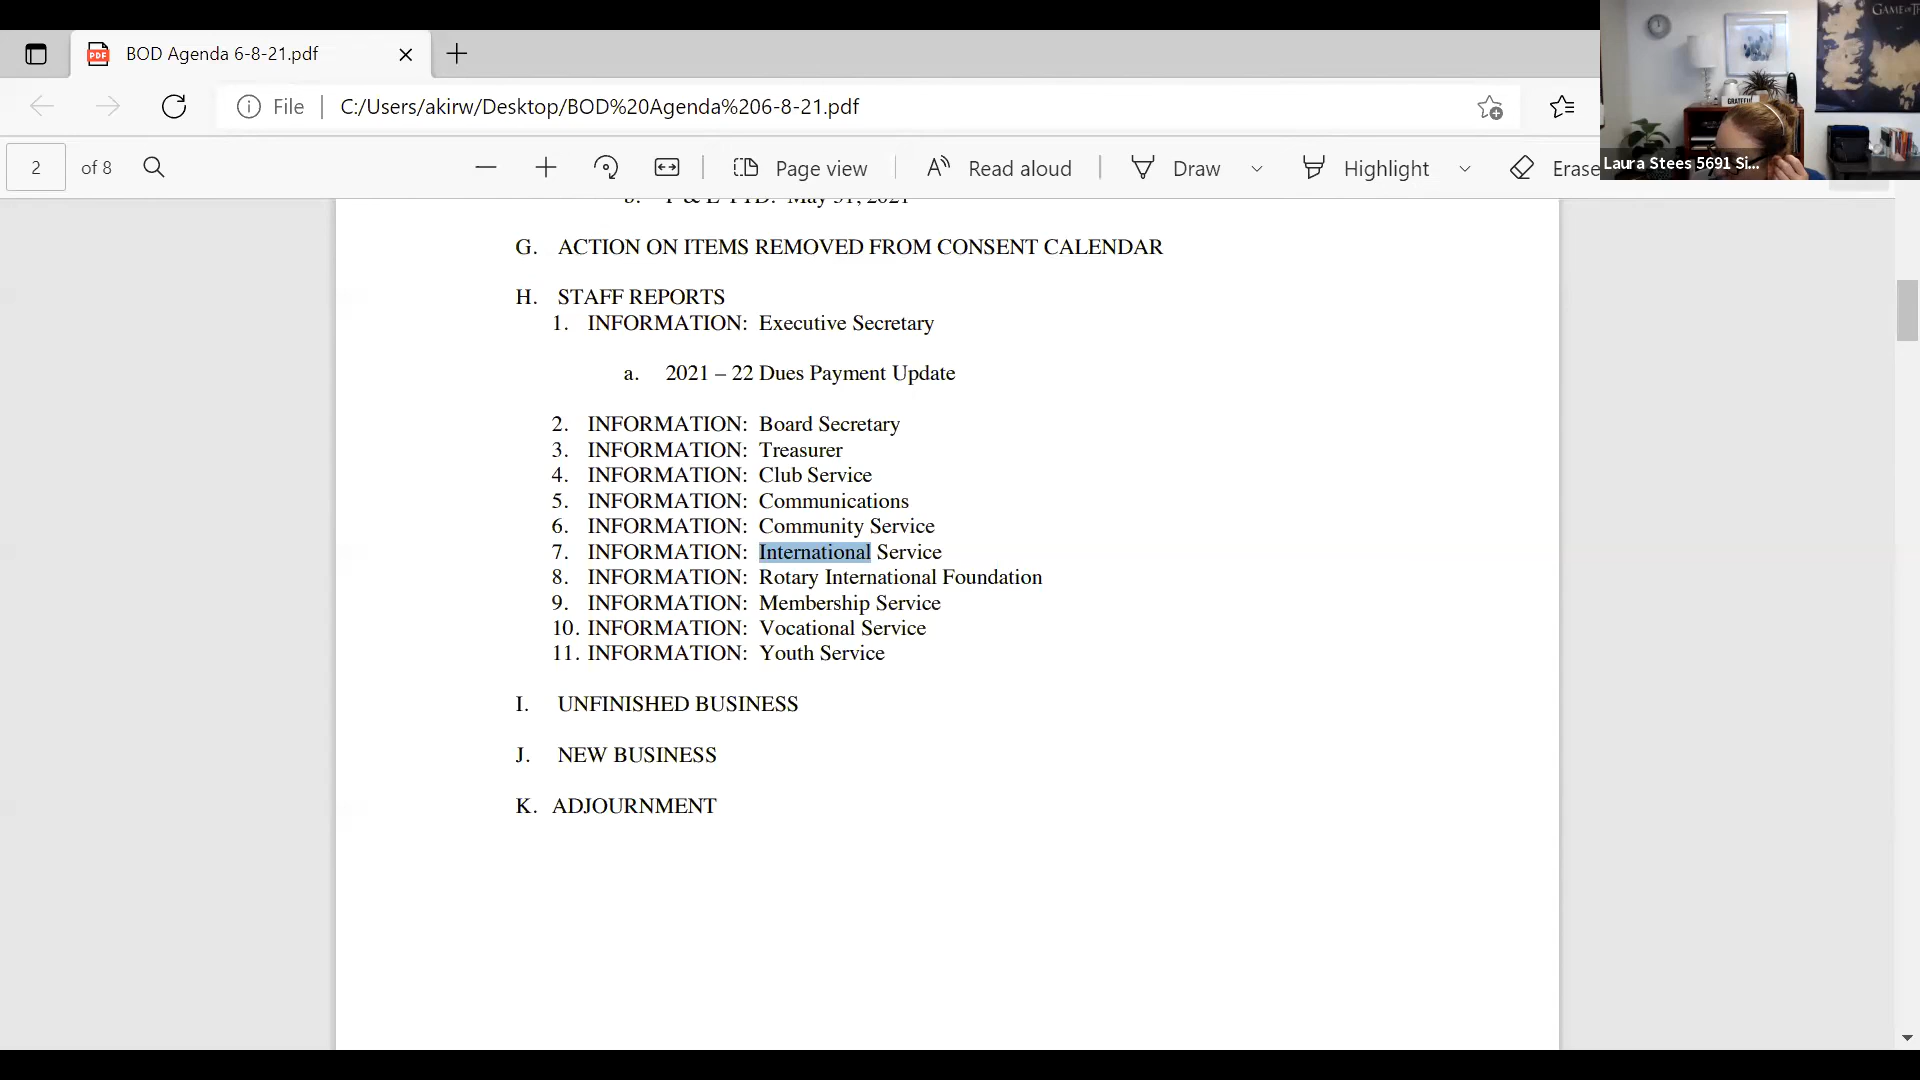 BOD Agenda 6-8-21.pdf
File
C:/Users/akirw/Desktop/BOD%20Agenda%206-8-21.pdf
2 of 8
Page view
Read aloud
Draw
Highlight
Erase
Laura Stees 5691 Si...
b. P & L YTD: May 31, 2021
G. ACTION ON ITEMS REMOVED FROM CONSENT CALENDAR
H. STAFF REPORTS
1. INFORMATION: Executive Secretary
a. 2021 – 22 Dues Payment Update
2. INFORMATION: Board Secretary
3. INFORMATION: Treasurer
4. INFORMATION: Club Service
5. INFORMATION: Communications
6. INFORMATION: Community Service
7. INFORMATION: International Service
8. INFORMATION: Rotary International Foundation
9. INFORMATION: Membership Service
10. INFORMATION: Vocational Service
11. INFORMATION: Youth Service
I. UNFINISHED BUSINESS
J. NEW BUSINESS
K. ADJOURNMENT